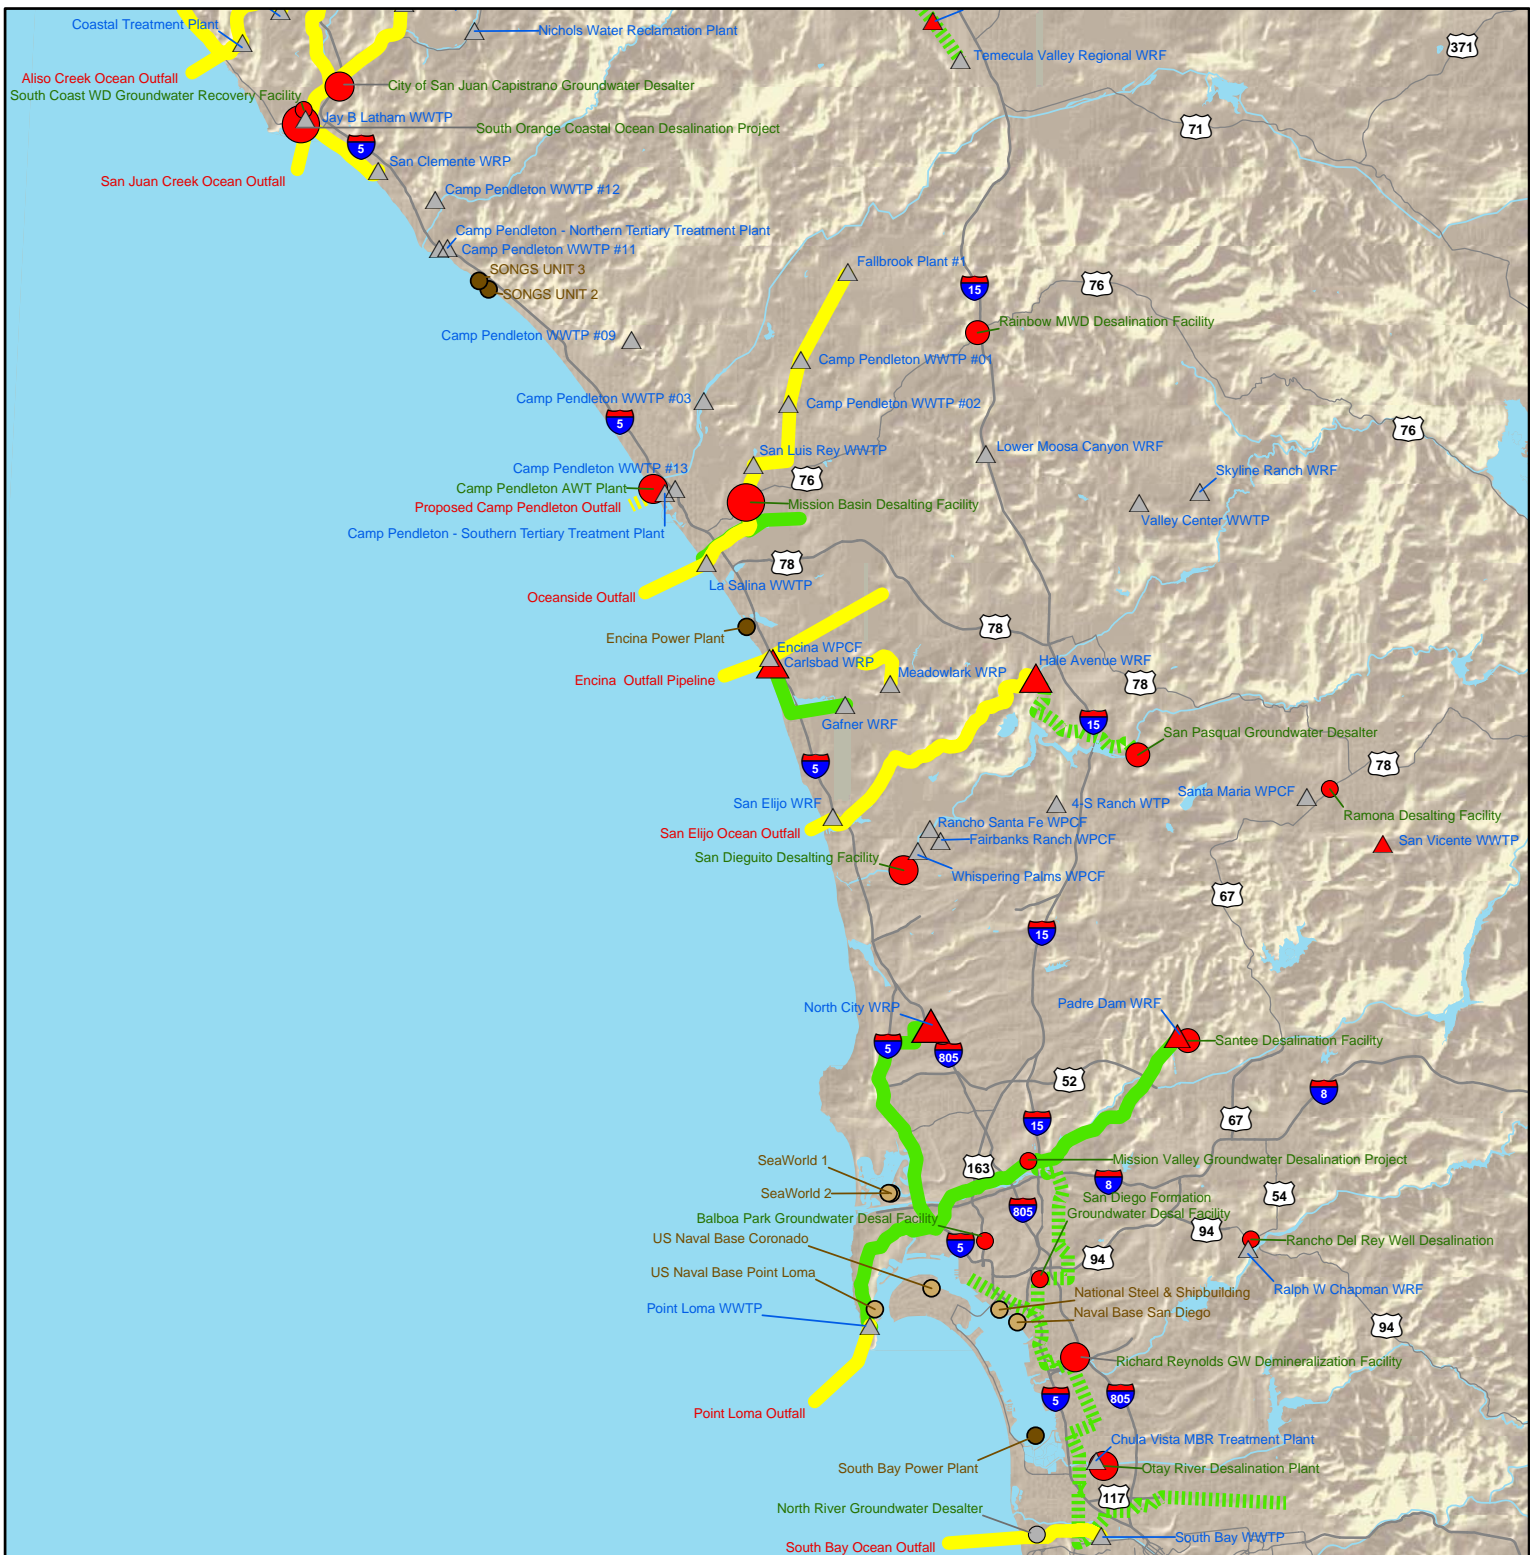 Coastal Treatment Plant
Nichols Water Reclamation Plant
371
Temecula Valley Regional WRF
Aliso Creek Ocean Outfall
City of San Juan Capistrano Groundwater Desalter
South Coast WD Groundwater Recovery Facility
Jay B Latham WWTP
South Orange Coastal Ocean Desalination Project
71
5
San Clemente WRP
San Juan Creek Ocean Outfall
Camp Pendleton WWTP #12
Camp Pendleton - Northern Tertiary Treatment Plant
Camp Pendleton WWTP #11
SONGS UNIT 3
SONGS UNIT 2
Fallbrook Plant #1
15
76
Rainbow MWD Desalination Facility
Camp Pendleton WWTP #09
Camp Pendleton WWTP #01
Camp Pendleton WWTP #03
Camp Pendleton WWTP #02
5
76
San Luis Rey WWTP
Lower Moosa Canyon WRF
Camp Pendleton WWTP #13
Skyline Ranch WRF
76
Camp Pendleton AWT Plant
Mission Basin Desalting Facility
Proposed Camp Pendleton Outfall
Valley Center WWTP
Camp Pendleton - Southern Tertiary Treatment Plant
78
La Salina WWTP
Oceanside Outfall
78
Encina Power Plant
Encina WPCF
Carlsbad WRP
Hale Avenue WRF
Meadowlark WRP
Encina Outfall Pipeline
78
Gafner WRF
15
San Pasqual Groundwater Desalter
5
78
Santa Maria WPCF
San Elijo WRF
4-S Ranch WTP
Ramona Desalting Facility
San Elijo Ocean Outfall
Rancho Santa Fe WPCF
Fairbanks Ranch WPCF
San Vicente WWTP
San Dieguito Desalting Facility
Whispering Palms WPCF
67
15
North City WRP
Padre Dam WRF
5
805
Santee Desalination Facility
52
8
67
15
SeaWorld 1
163
Mission Valley Groundwater Desalination Project
8
SeaWorld 2
San Diego Formation
Groundwater Desal Facility
54
805
Balboa Park Groundwater Desal Facility
94
US Naval Base Coronado
5
94
Rancho Del Rey Well Desalination
US Naval Base Point Loma
Ralph W Chapman WRF
National Steel & Shipbuilding
Point Loma WWTP
Naval Base San Diego
94
Richard Reynolds GW Demineralization Facility
5
805
Point Loma Outfall
Chula Vista MBR Treatment Plant
South Bay Power Plant
Otay River Desalination Plant
117
North River Groundwater Desalter
South Bay WWTP
South Bay Ocean Outfall